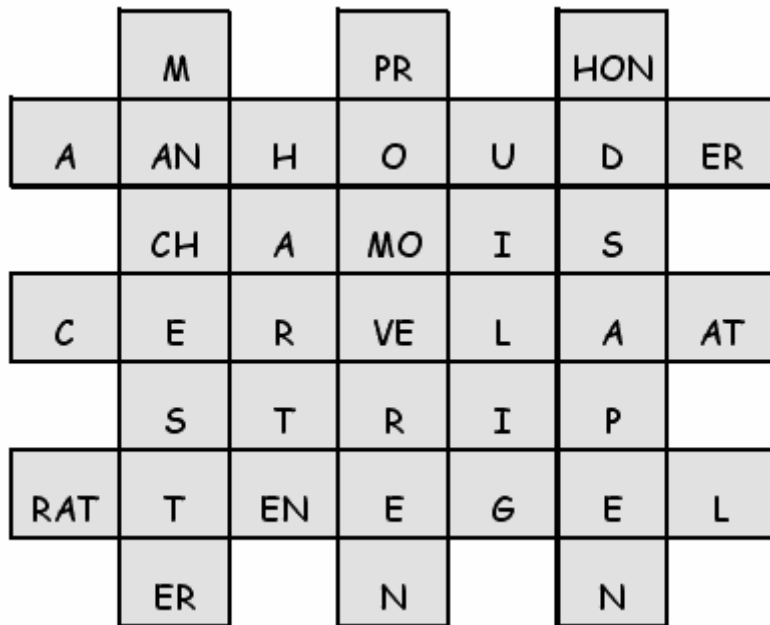 M PR HON
A AN H O U D ER
CH A MO I S
C E R VE L A AT
S T R I P
RAT T EN E G E L
ER N N